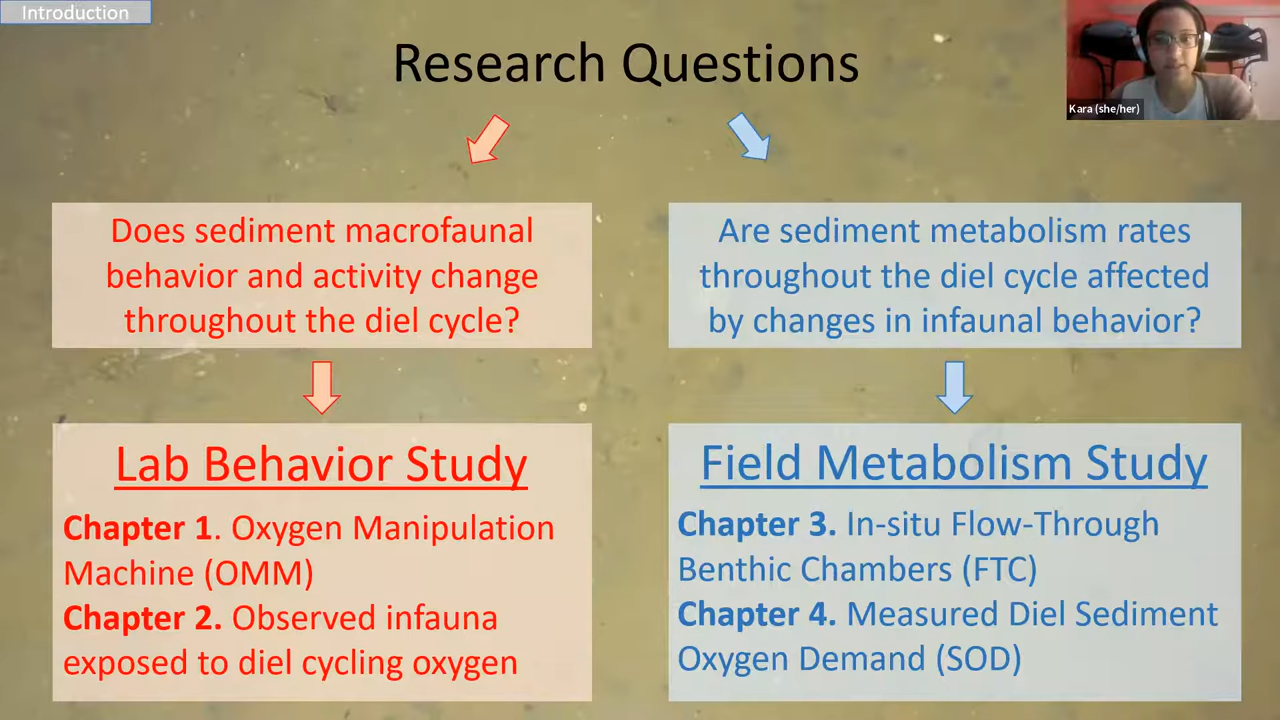 Introduction
Research Questions
Kara (she/her)
Does sediment macrofaunal
behavior and activity change
throughout the diel cycle?
Are sediment metabolism rates
throughout the diel cycle affected
by changes in infaunal behavior?
Lab Behavior Study
Chapter 1. Oxygen Manipulation
Machine (OMM)
Chapter 2. Observed infauna
exposed to diel cycling oxygen
Field Metabolism Study
Chapter 3. In-situ Flow-Through
Benthic Chambers (FTC)
Chapter 4. Measured Diel Sediment
Oxygen Demand (SOD)